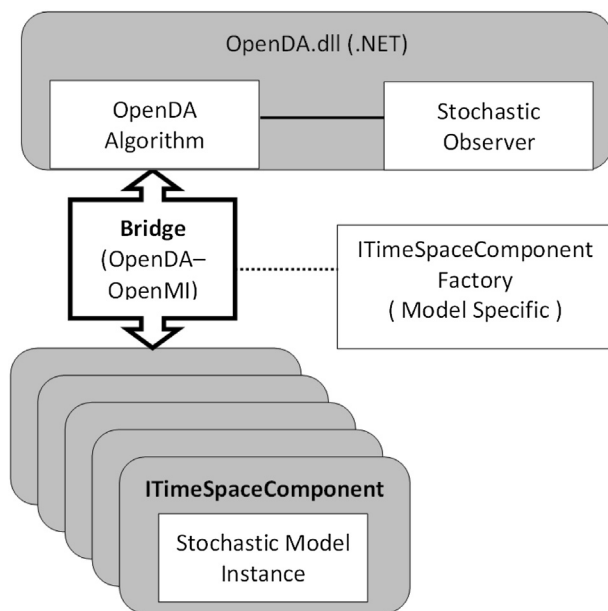 OpenDA.dll (.NET)
OpenDA
Algorithm
Stochastic
Observer
Bridge
(OpenDA–
OpenMI)
ITimeSpaceComponent
Factory
( Model Specific )
ITimeSpaceComponent
Stochastic Model
Instance